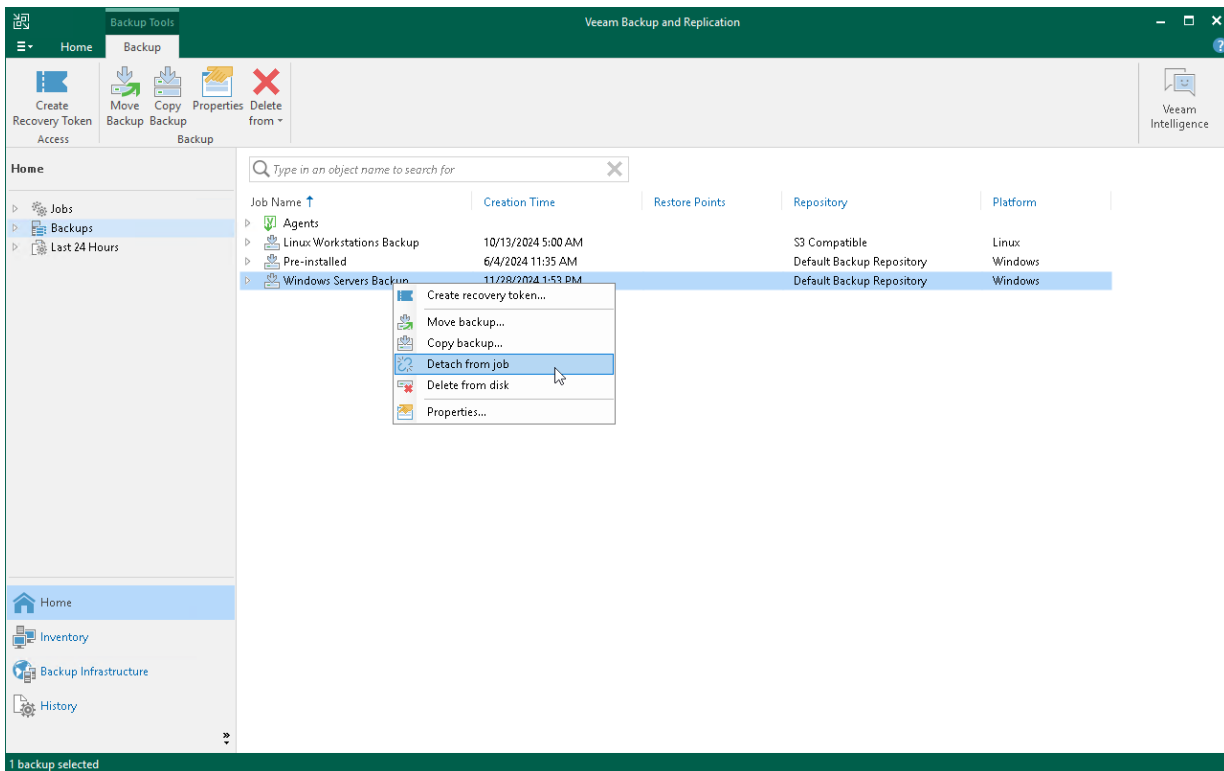 Backup Tools
Veeam Backup and Replication
Home
Backup
Create Recovery Token
Move Backup
Copy Backup
Properties
Delete from
Access
Backup
Veeam Intelligence
Home
Type in an object name to search for
Jobs
Backups
Last 24 Hours
Job Name
Creation Time
Restore Points
Repository
Platform
Agents
Linux Workstations Backup 10/13/2024 5:00 AM S3 Compatible Linux
Pre-installed 6/4/2024 11:35 AM Default Backup Repository Windows
Windows Servers Backup 11/28/2024 1:53 PM Default Backup Repository Windows
Create recovery token...
Move backup...
Copy backup...
Detach from job
Delete from disk
Properties...
Home
Inventory
Backup Infrastructure
History
1 backup selected